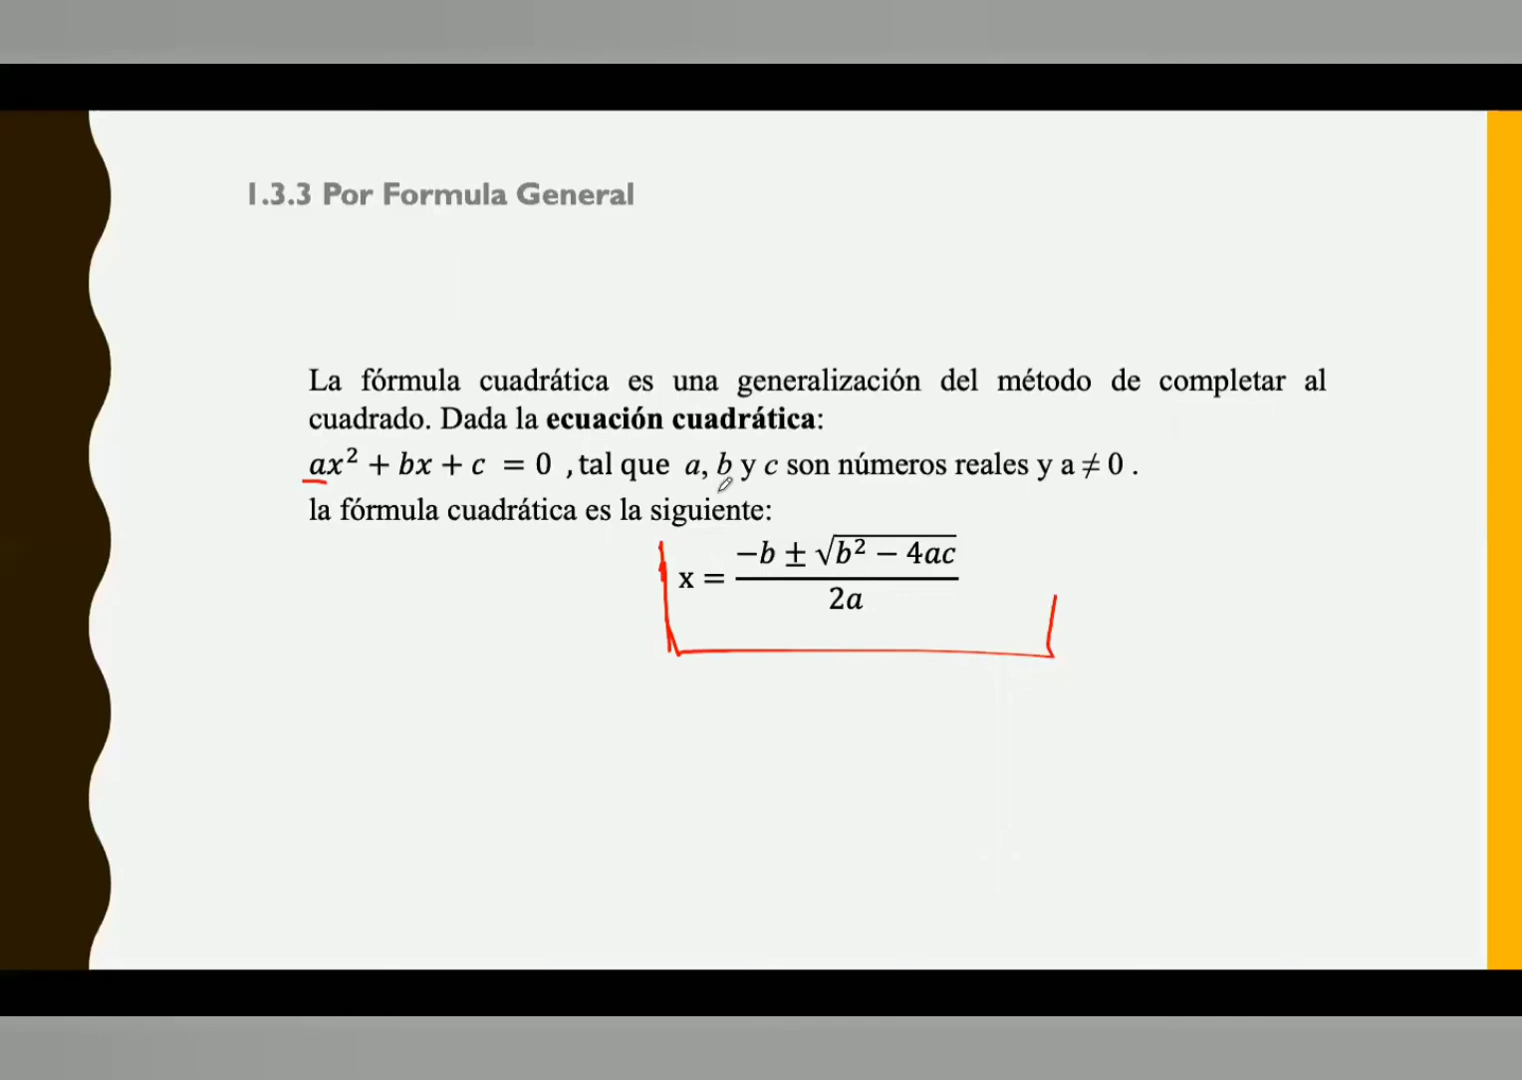 1.3.3 Por Formula General
La fórmula cuadrática es una generalización del método de completar al
cuadrado. Dada la ecuación cuadrática:
ax² + bx + c = 0 , tal que a, b y c son números reales y a ≠ 0 .
la fórmula cuadrática es la siguiente:
x = (−b ± √(b² − 4ac)) / 2a